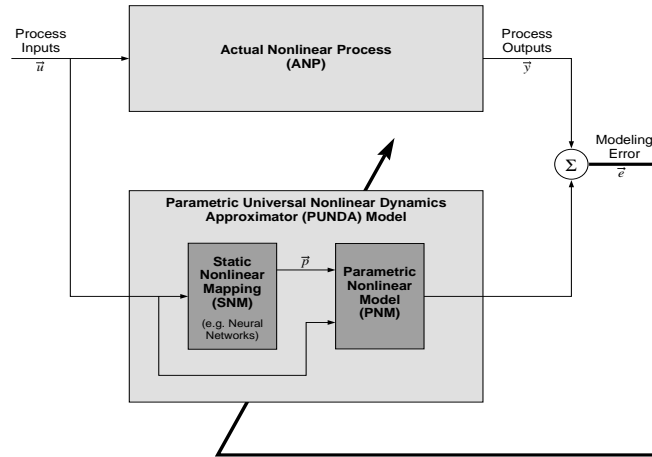 Process
Inputs
u
Actual Nonlinear Process
(ANP)
Process
Outputs
y
Σ
Modeling
Error
e
Parametric Universal Nonlinear Dynamics
Approximator (PUNDA) Model
Static
Nonlinear
Mapping
(SNM)
(e.g. Neural
Networks)
p
Parametric
Nonlinear
Model
(PNM)